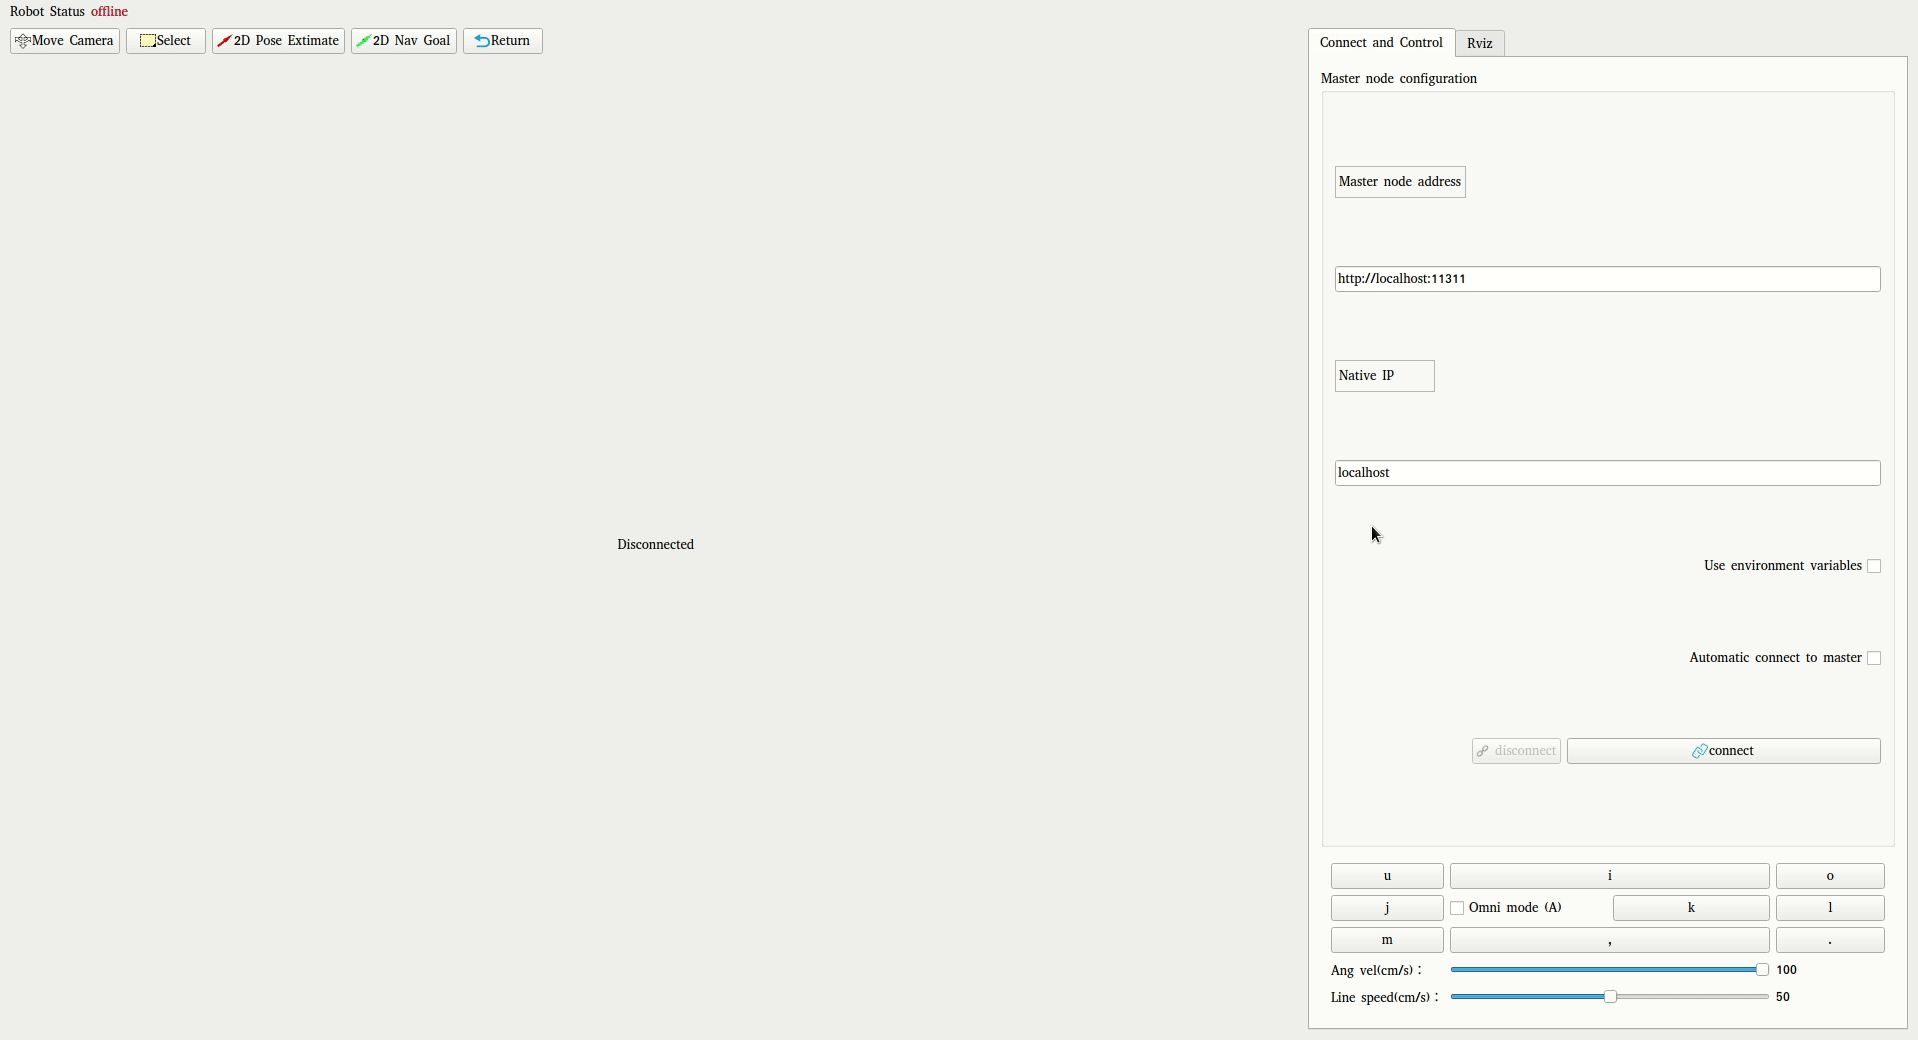 Robot Status offline
Move Camera Select 2D Pose Extimate 2D Nav Goal Return
Disconnected
Connect and Control Rviz
Master node configuration
Master node address
http://localhost:11311
Native IP
localhost
Use environment variables
Automatic connect to master
disconnect connect
u i o
j Omni mode (A) k l
m , .
Ang vel(cm/s)： 100
Line speed(cm/s)： 50